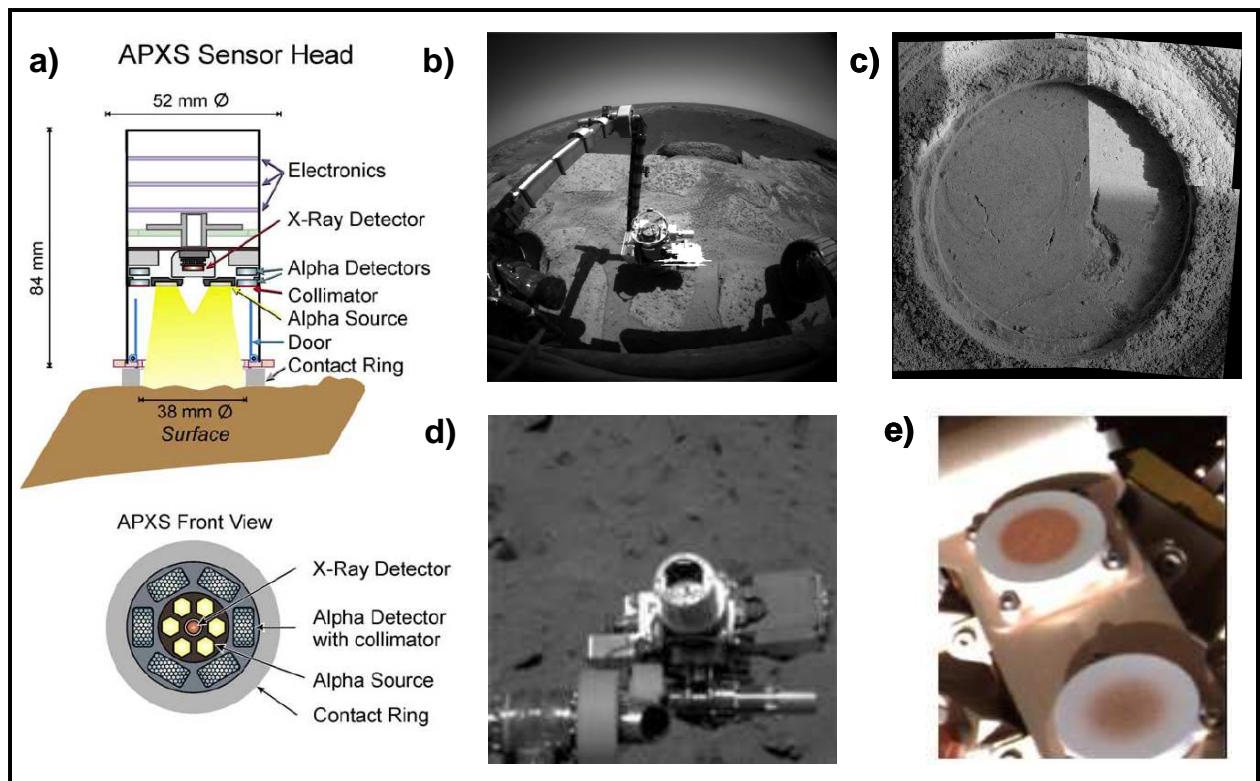 a)
APXS Sensor Head
52 mm Ø
84 mm
Electronics
X-Ray Detector
Alpha Detectors
Collimator
Alpha Source
Door
Contact Ring
38 mm Ø
Surface
APXS Front View
X-Ray Detector
Alpha Detector
with collimator
Alpha Source
Contact Ring
b)
c)
d)
e)